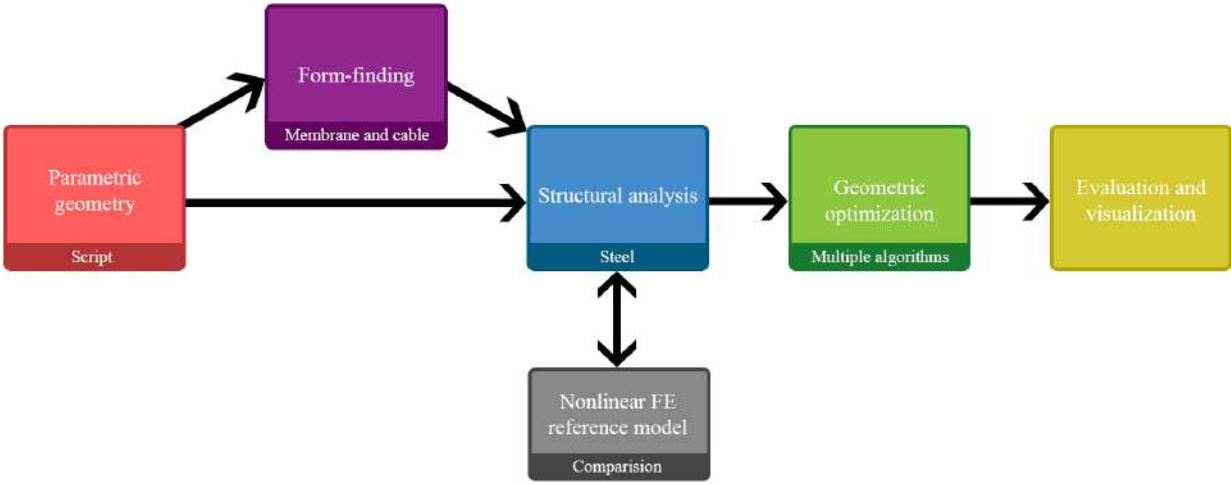 Form-finding
Membrane and cable
Parametric
geometry
Script
Structural analysis
Steel
Geometric
optimization
Multiple algorithms
Evaluation and
visualization
Nonlinear FE
reference model
Comparision